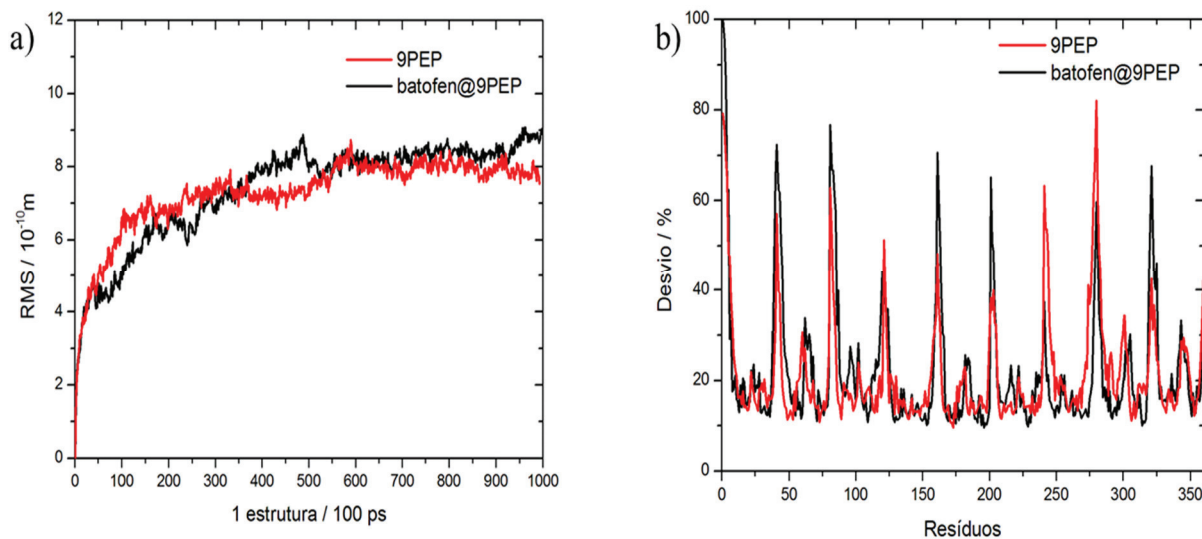 a)
12
10
8
6
4
2
0
RMS / 10⁻¹⁰m
9PEP
batofen@9PEP
0 100 200 300 400 500 600 700 800 900 1000
1 estrutura / 100 ps
b)
100
80
60
40
20
0
Desvio / %
9PEP
batofen@9PEP
0 50 100 150 200 250 300 350
Resíduos